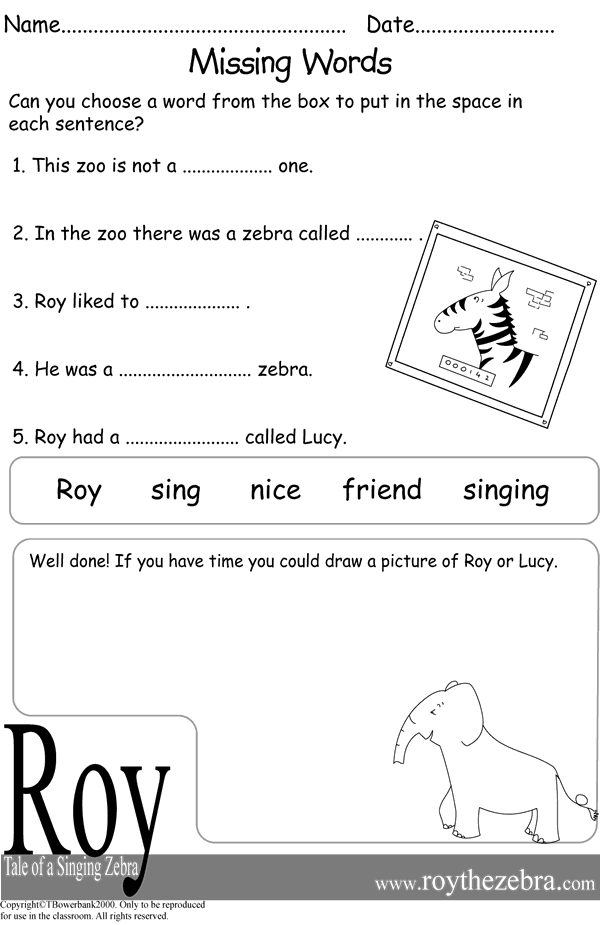 Name.................................................... Date..........................
Missing Words
Can you choose a word from the box to put in the space in
each sentence?
1. This zoo is not a ................... one.
2. In the zoo there was a zebra called ............ .
3. Roy liked to .................... .
000142
4. He was a ............................ zebra.
5. Roy had a ........................ called Lucy.
Roy sing nice friend singing
Well done! If you have time you could draw a picture of Roy or Lucy.
Roy
Tale of a Singing Zebra
www.roythezebra.com
Copyright©TBowerbank2000. Only to be reproduced
for use in the classroom. All rights reserved.